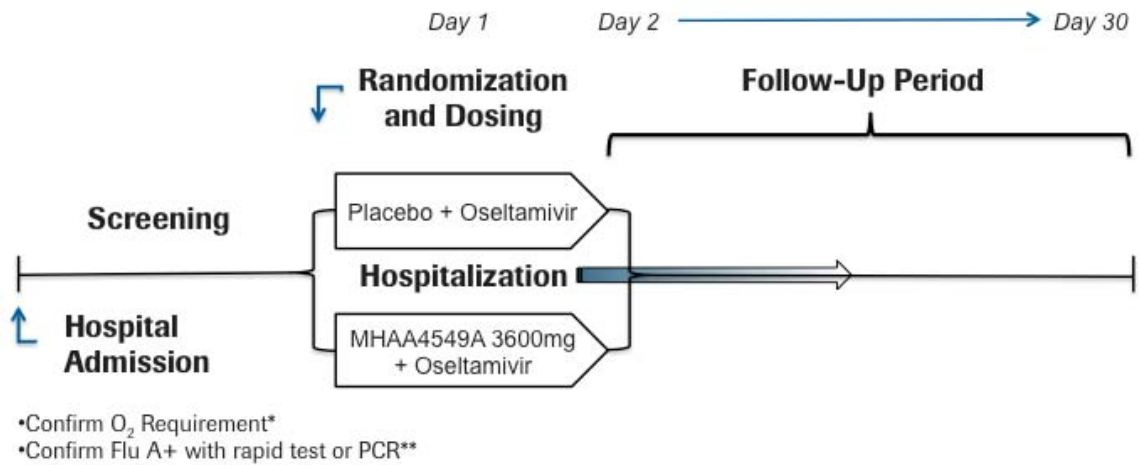 Day 1
Day 2
Day 30
Randomization
and Dosing
Follow-Up Period
Placebo + Oseltamivir
Screening
Hospitalization
Hospital
Admission
MHAA4549A 3600mg
+ Oseltamivir
•Confirm O₂ Requirement*
•Confirm Flu A+ with rapid test or PCR**